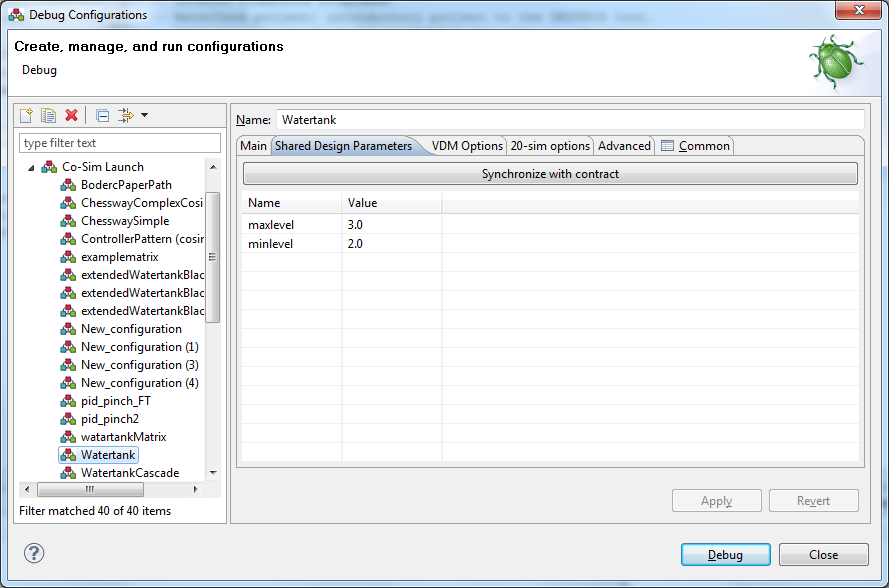 Debug Configurations
Create, manage, and run configurations
Debug
type filter text
Co-Sim Launch
BodercPaperPath
ChesswayComplexCosi
ChesswaySimple
ControllerPattern (cosir
examplematrix
extendedWatertankBlac
extendedWatertankBlac
extendedWatertankBlac
New_configuration
New_configuration (1)
New_configuration (3)
New_configuration (4)
pid_pinch_FT
pid_pinch2
watartankMatrix
Watertank
WatertankCascade
Filter matched 40 of 40 items
Name: Watertank
Main Shared Design Parameters VDM Options 20-sim options Advanced Common
Synchronize with contract
Name Value
maxlevel 3.0
minlevel 2.0
Apply Revert
? Debug Close